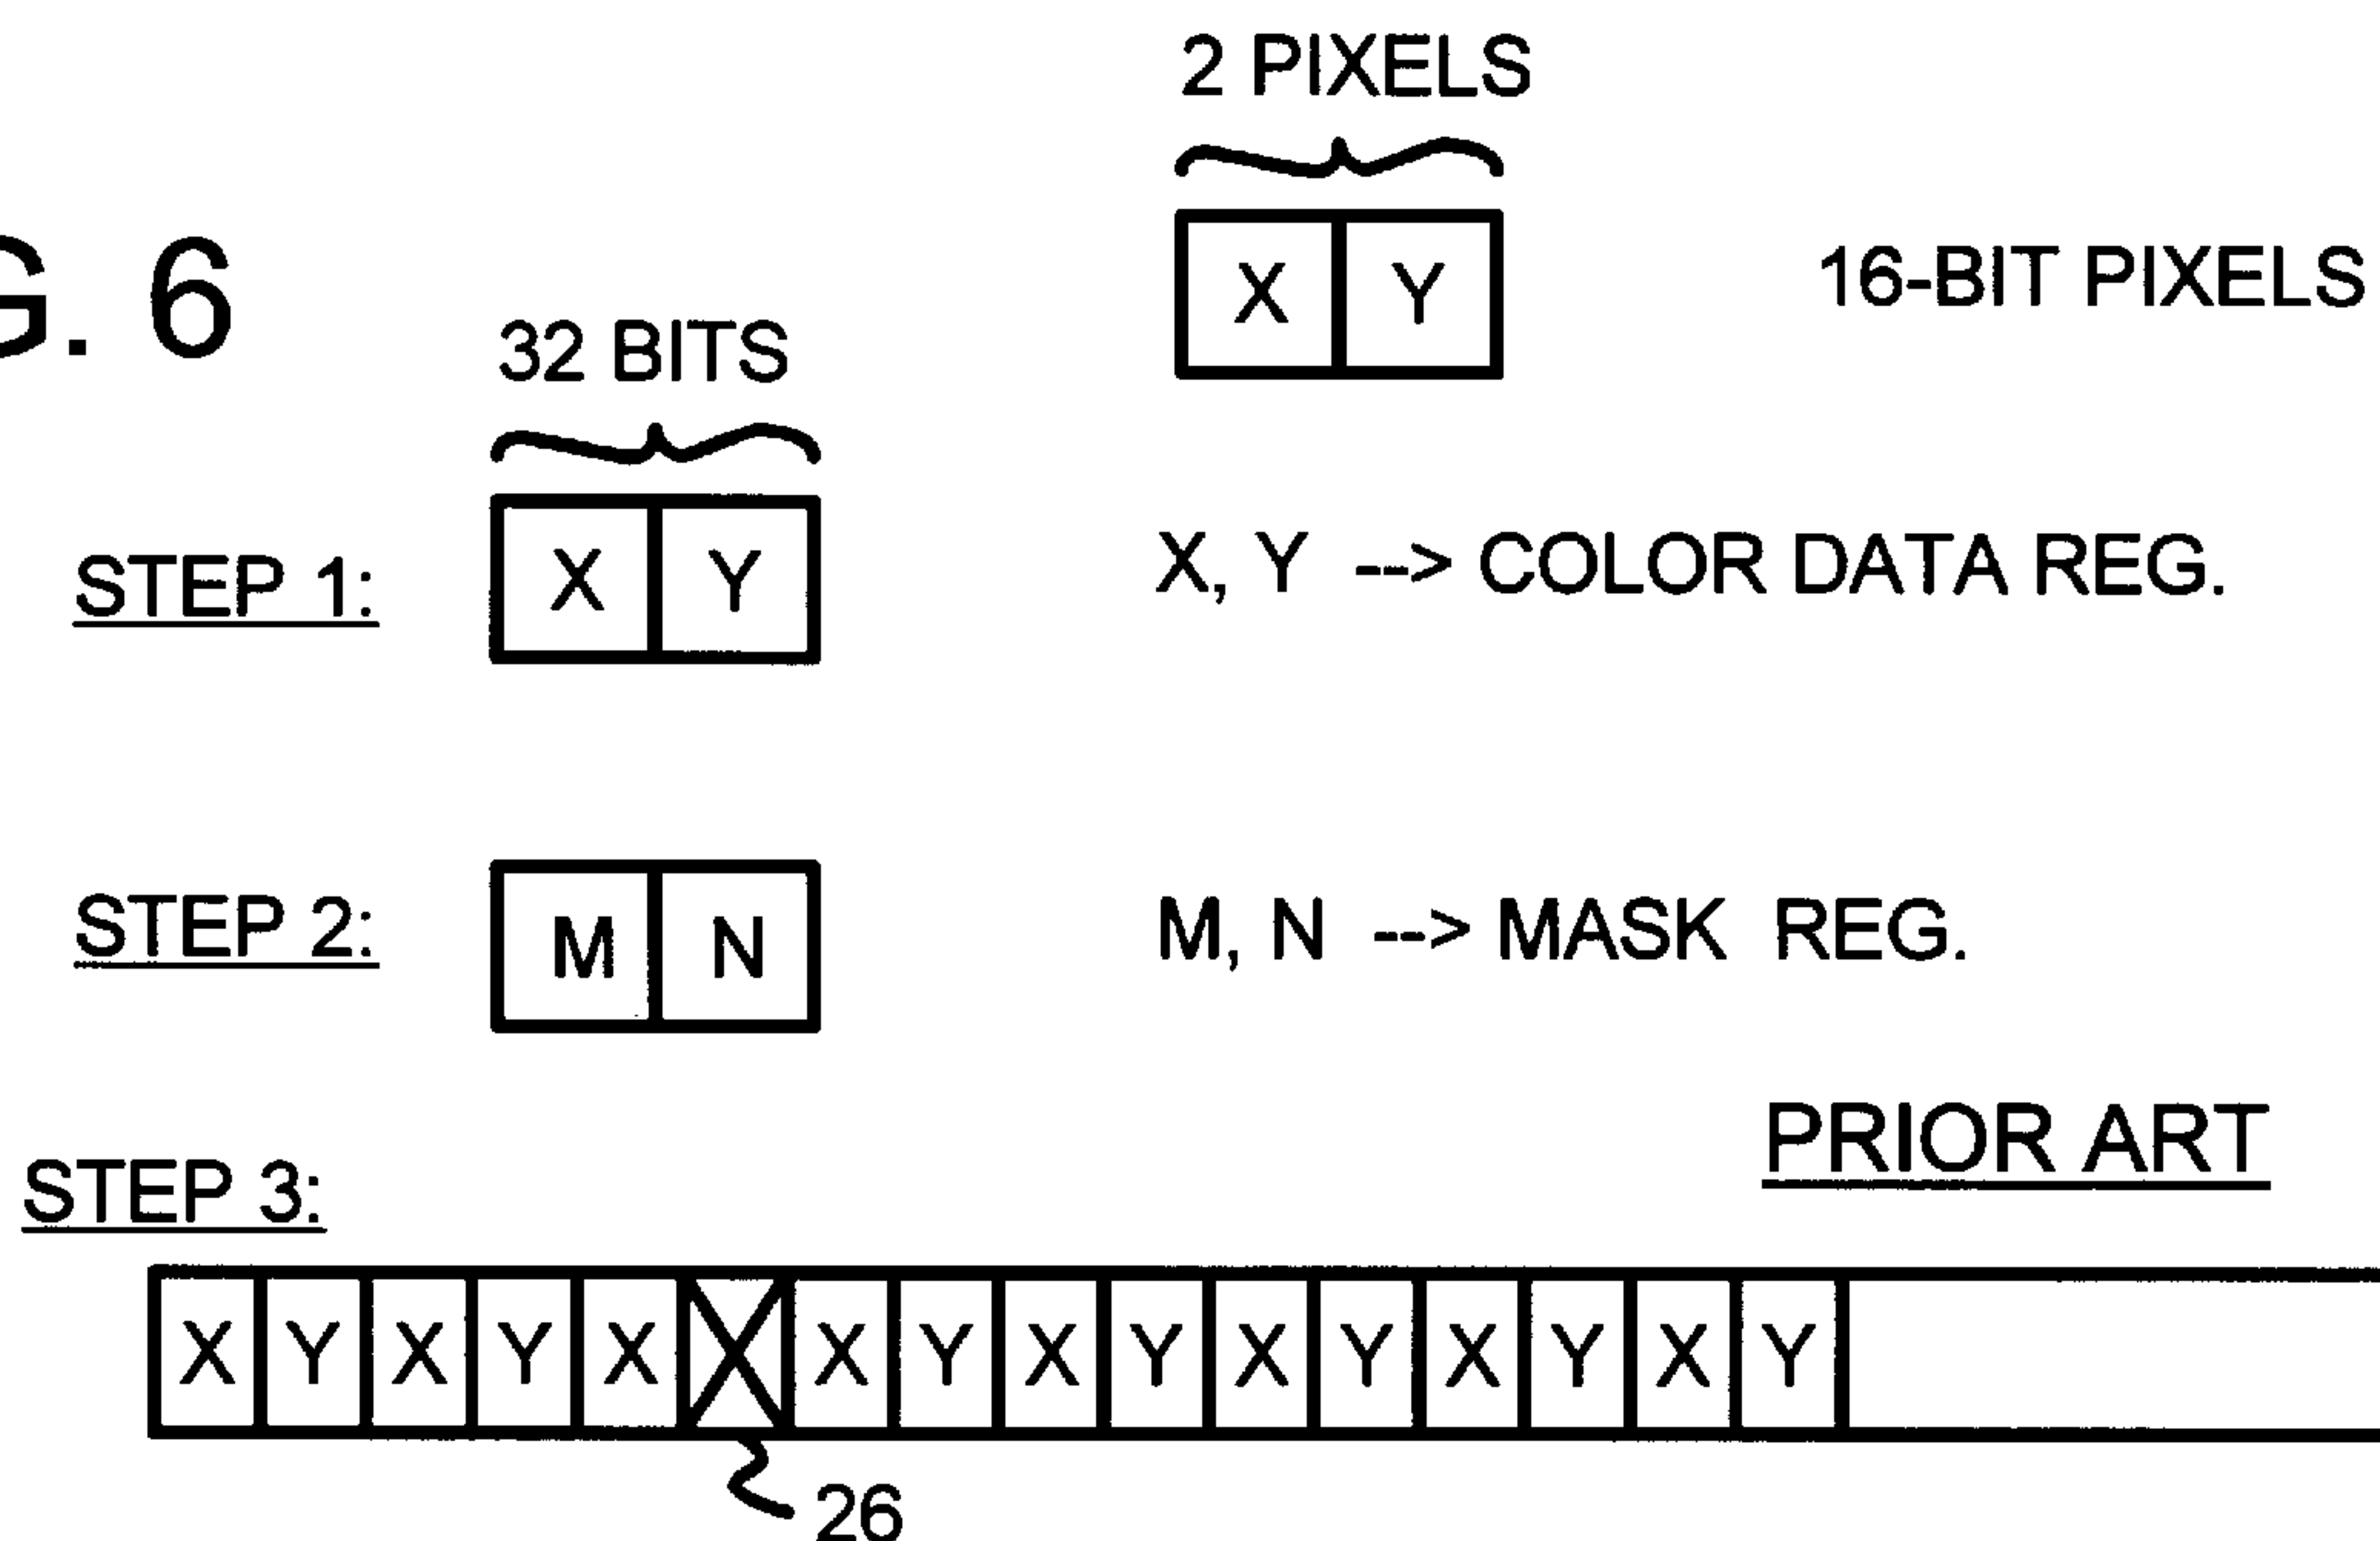 2 PIXELS
G. 6
X Y
16-BIT PIXELS
32 BITS
STEP 1:
X Y
X, Y --> COLOR DATA REG.
STEP 2:
M N
M, N --> MASK REG.
PRIOR ART
STEP 3:
X Y X Y X X Y X Y X Y X Y X Y
26